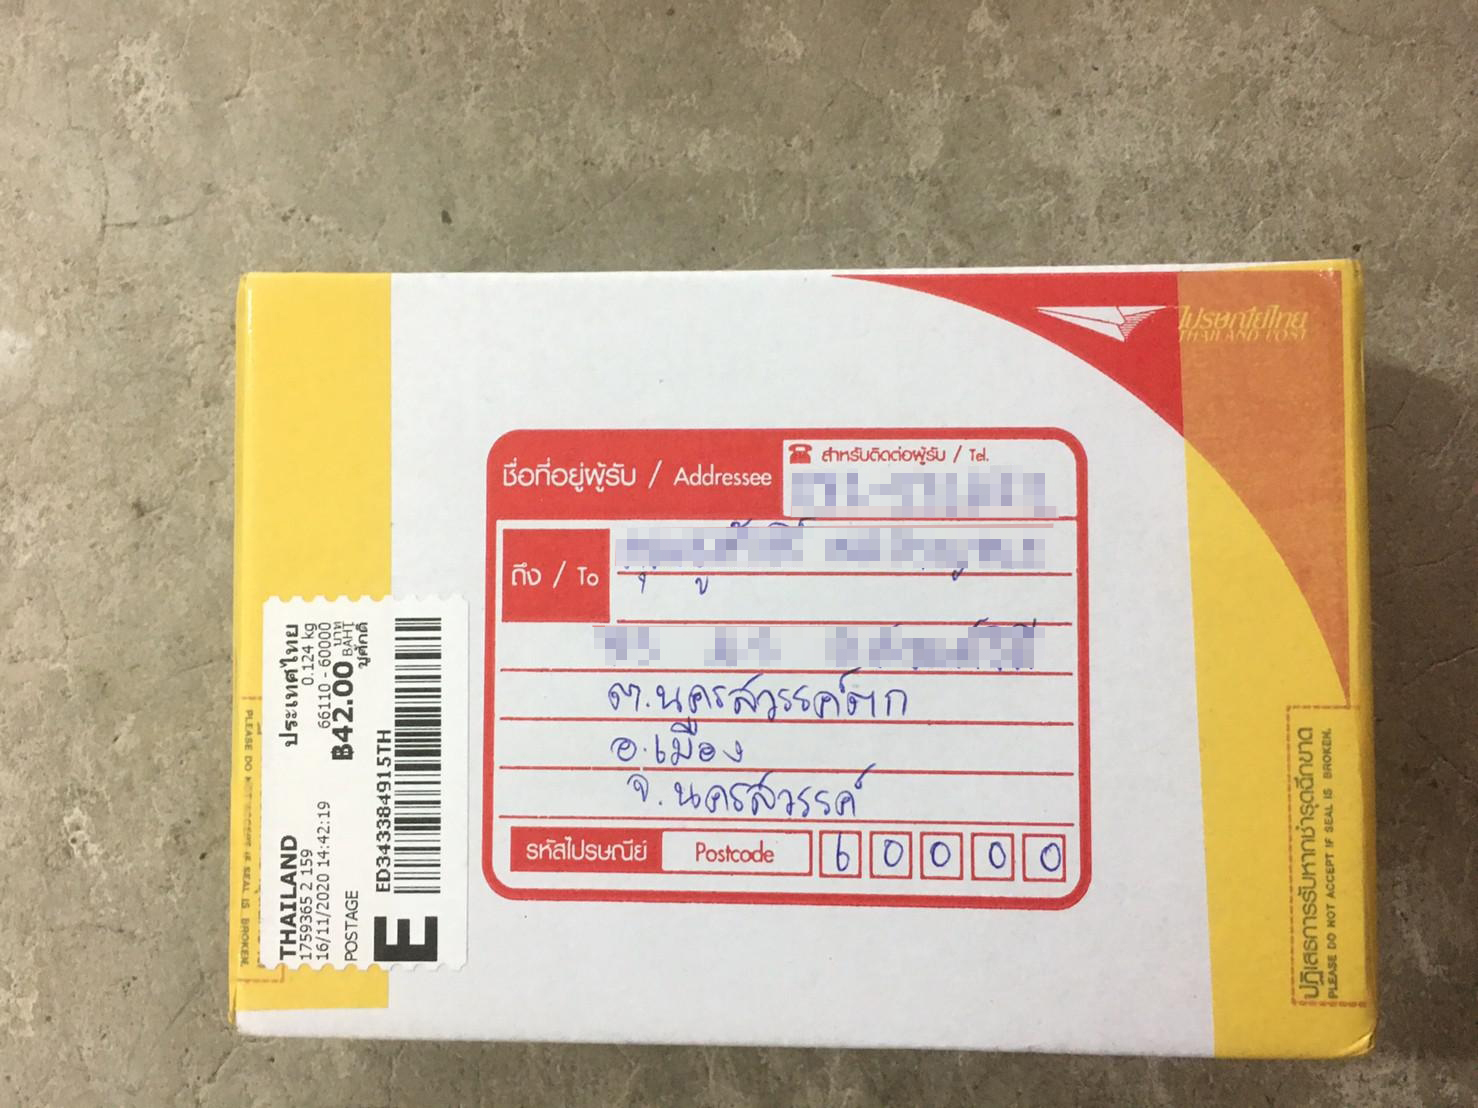 ไปรษณีย์ไทย
THAILAND POST
ชื่อที่อยู่ผู้รับ / Addressee
สำหรับติดต่อผู้รับ / Tel.
ถึง / To
ต.นครสวรรค์ตก
อ.เมือง
จ.นครสวรรค์
รหัสไปรษณีย์ Postcode 60000
THAILAND ประเทศไทย
1759365 2 159 0.124 kg
16/11/2020 14:42:19 66110 - 60000
POSTAGE ฿42.00 บาท BAHT
ชูศักดิ์
E ED343384915TH
PLEASE DO NOT ACCEPT IF SEAL IS BROKEN.
ปฏิเสธการรับหากชำรุดฉีกขาด
PLEASE DO NOT ACCEPT IF SEAL IS BROKEN.